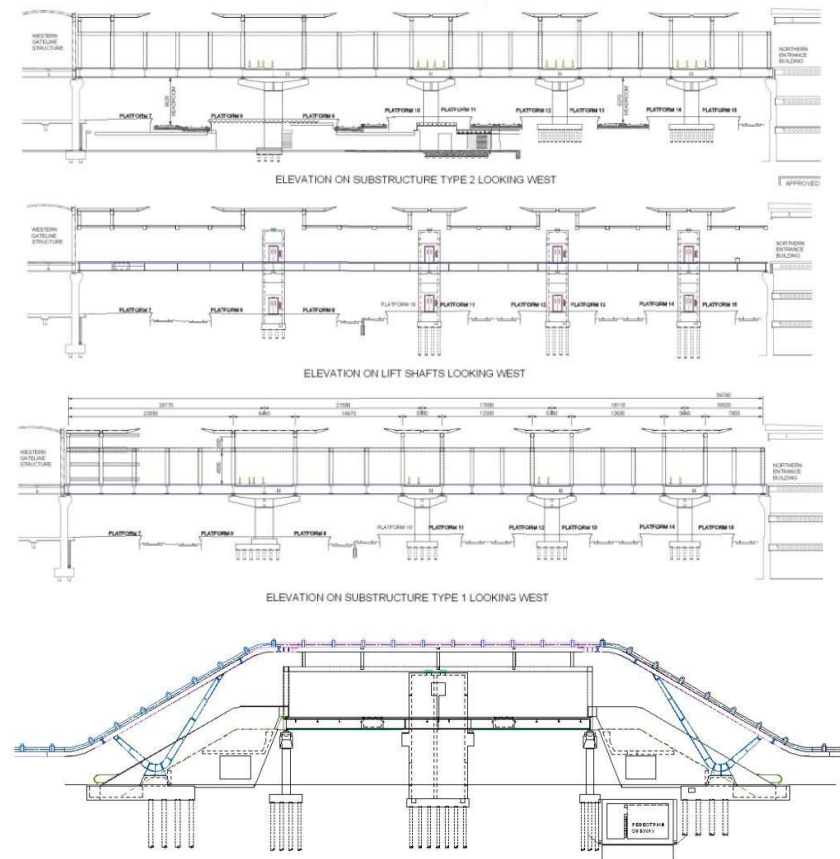 WESTERN
GATELINE
STRUCTURE
NORTHERN
ENTRANCE
BUILDING
HEADROOM
HEADROOM
PLATFORM 7
PLATFORM 8
PLATFORM 9
PLATFORM 10
PLATFORM 11
PLATFORM 12
PLATFORM 13
PLATFORM 14
PLATFORM 15
ELEVATION ON SUBSTRUCTURE TYPE 2 LOOKING WEST
APPROVED
WESTERN
GATELINE
STRUCTURE
NORTHERN
ENTRANCE
BUILDING
PLATFORM 7
PLATFORM 8
PLATFORM 9
PLATFORM 10
PLATFORM 11
PLATFORM 12
PLATFORM 13
PLATFORM 14
PLATFORM 15
ELEVATION ON LIFT SHAFTS LOOKING WEST
WESTERN
GATELINE
STRUCTURE
NORTHERN
ENTRANCE
BUILDING
PLATFORM 7
PLATFORM 8
PLATFORM 9
PLATFORM 10
PLATFORM 11
PLATFORM 12
PLATFORM 13
PLATFORM 14
PLATFORM 15
ELEVATION ON SUBSTRUCTURE TYPE 1 LOOKING WEST
PEDESTRIAN
SUBWAY